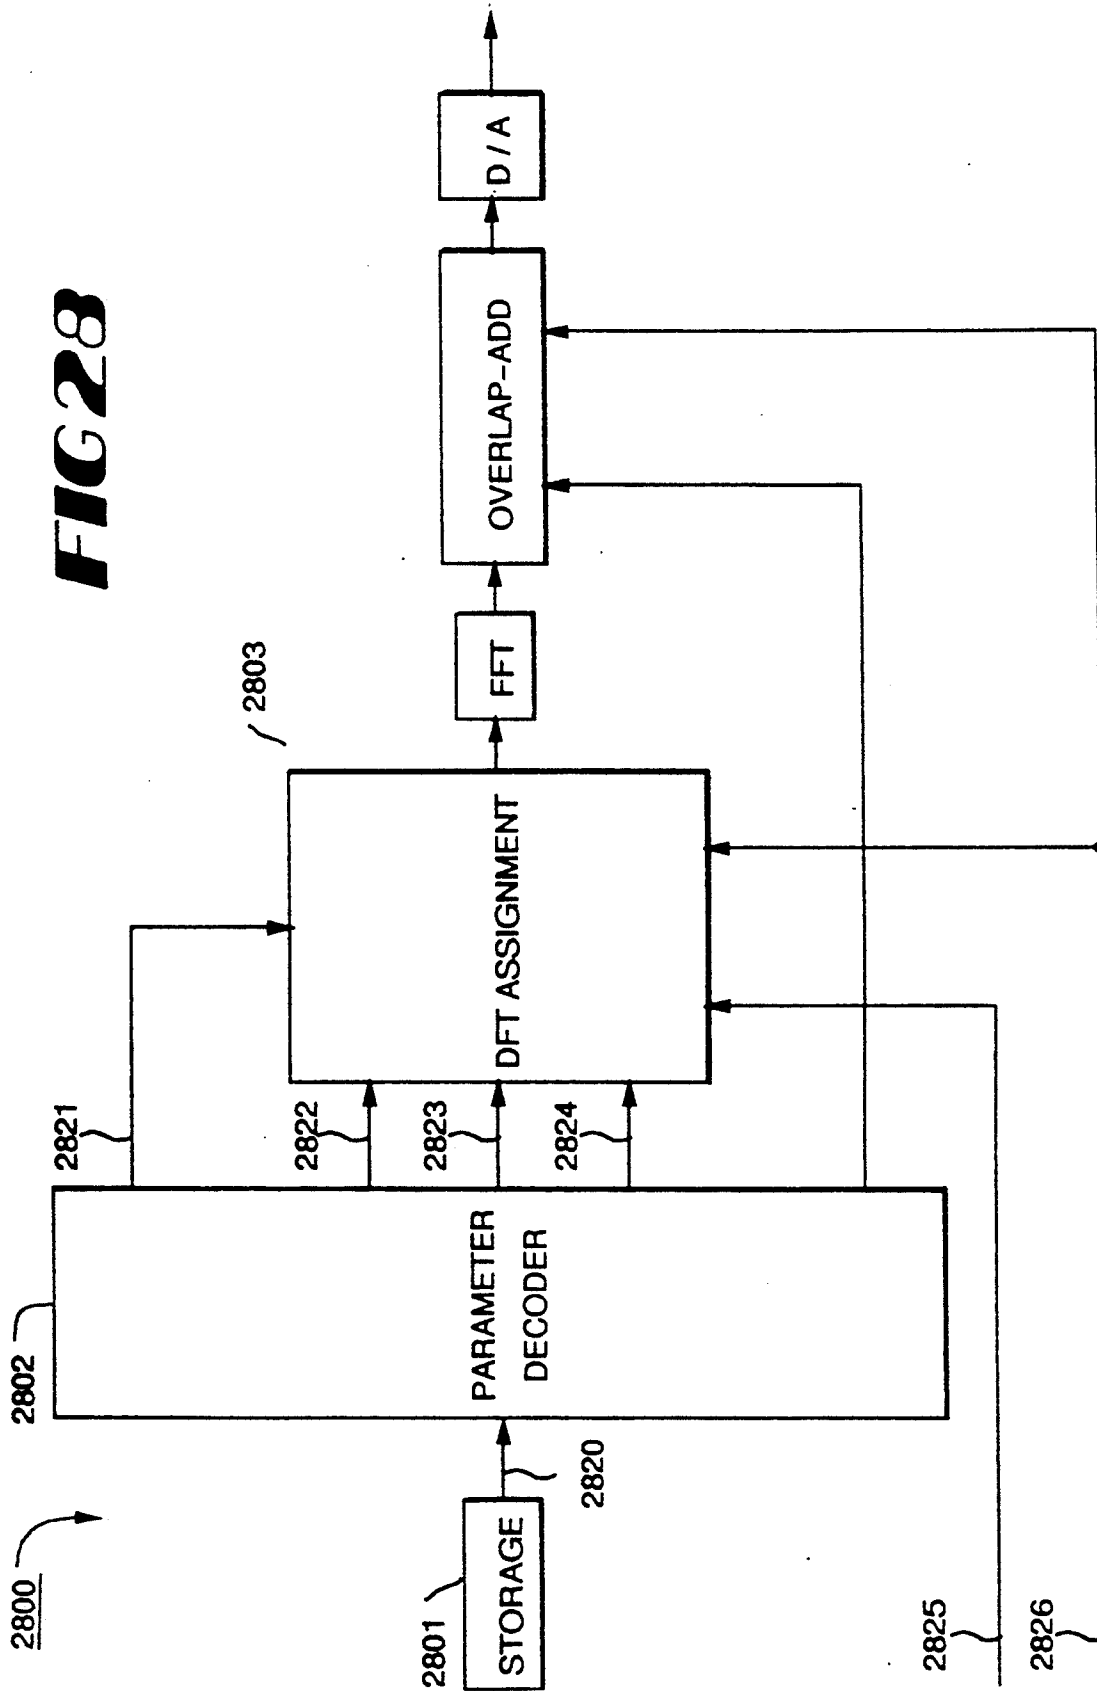 FIG 28
2800
2801
STORAGE
2820
2802
PARAMETER
DECODER
2821
2822
2823
2824
2803
DFT ASSIGNMENT
FFT
OVERLAP-ADD
D / A
2825
2826